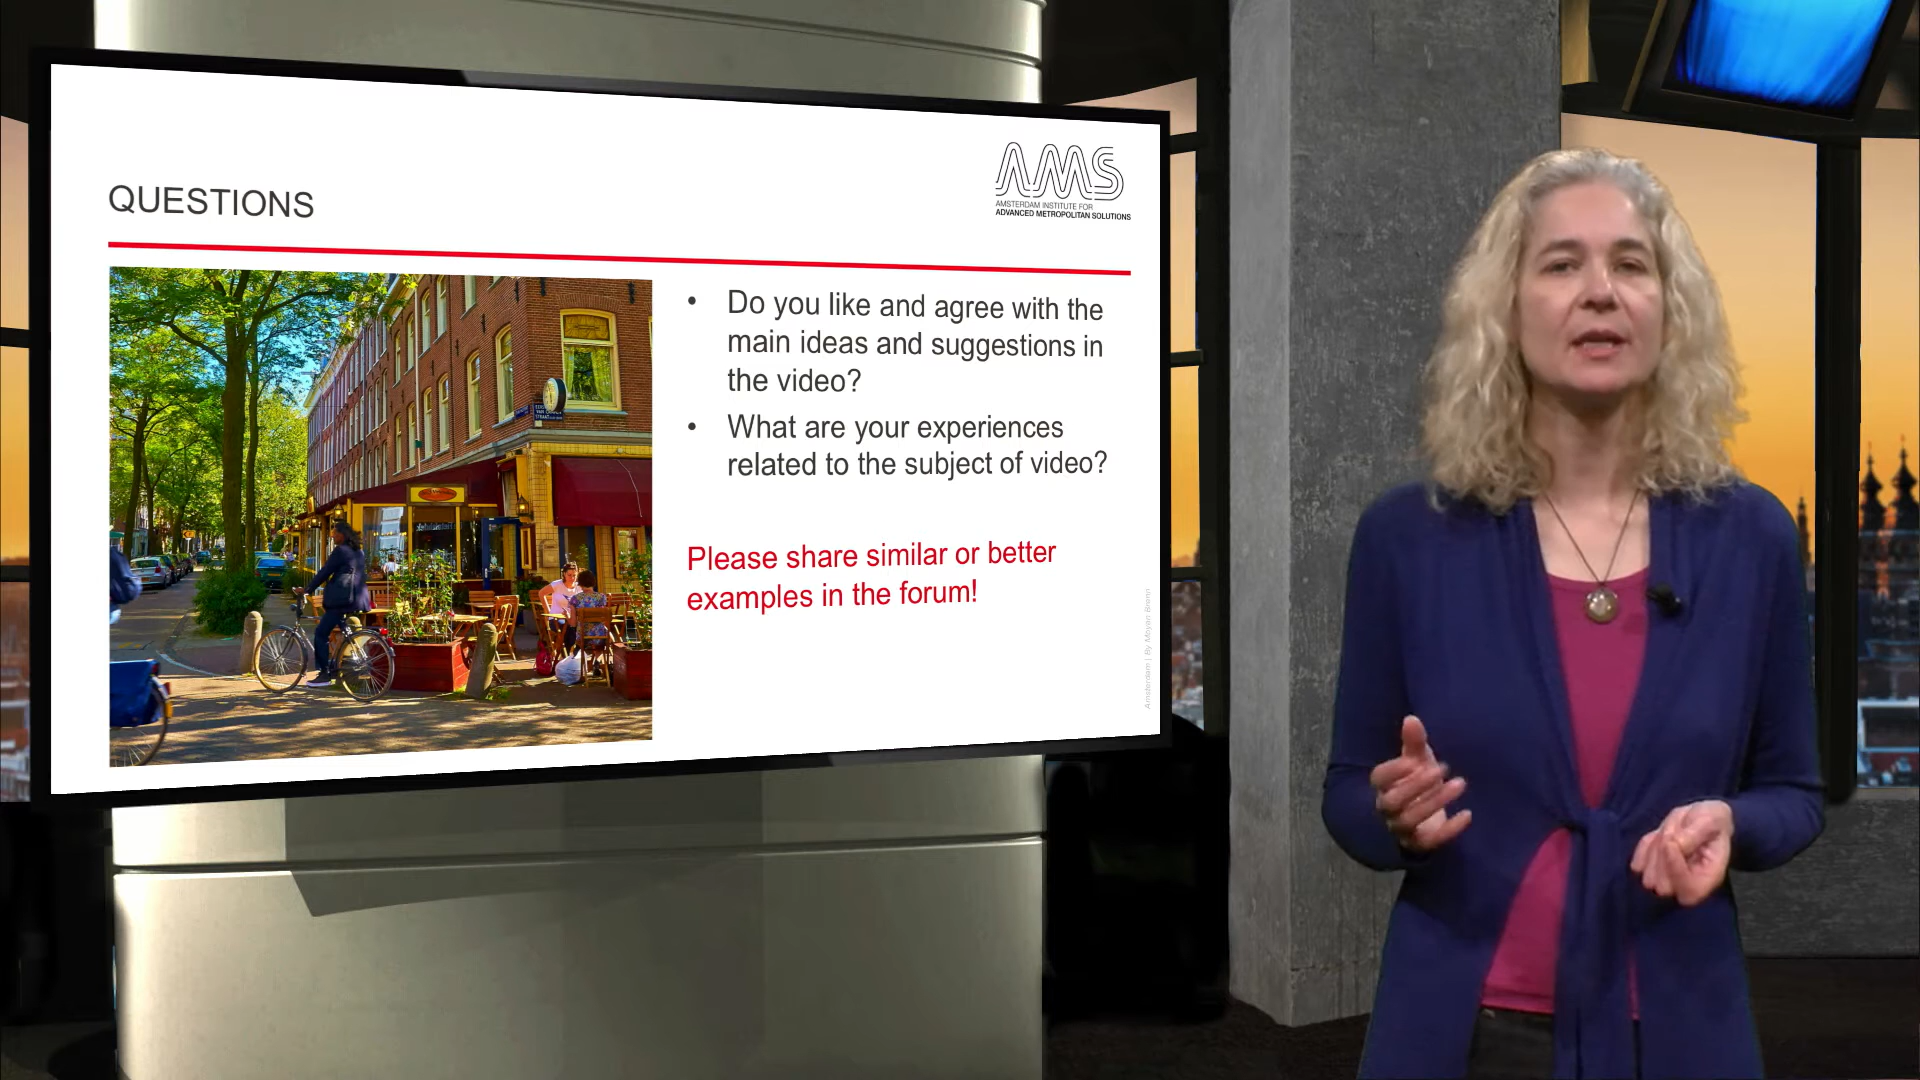 QUESTIONS
AMS
AMSTERDAM INSTITUTE FOR
ADVANCED METROPOLITAN SOLUTIONS
• Do you like and agree with the
main ideas and suggestions in
the video?
• What are your experiences
related to the subject of video?
Please share similar or better
examples in the forum!